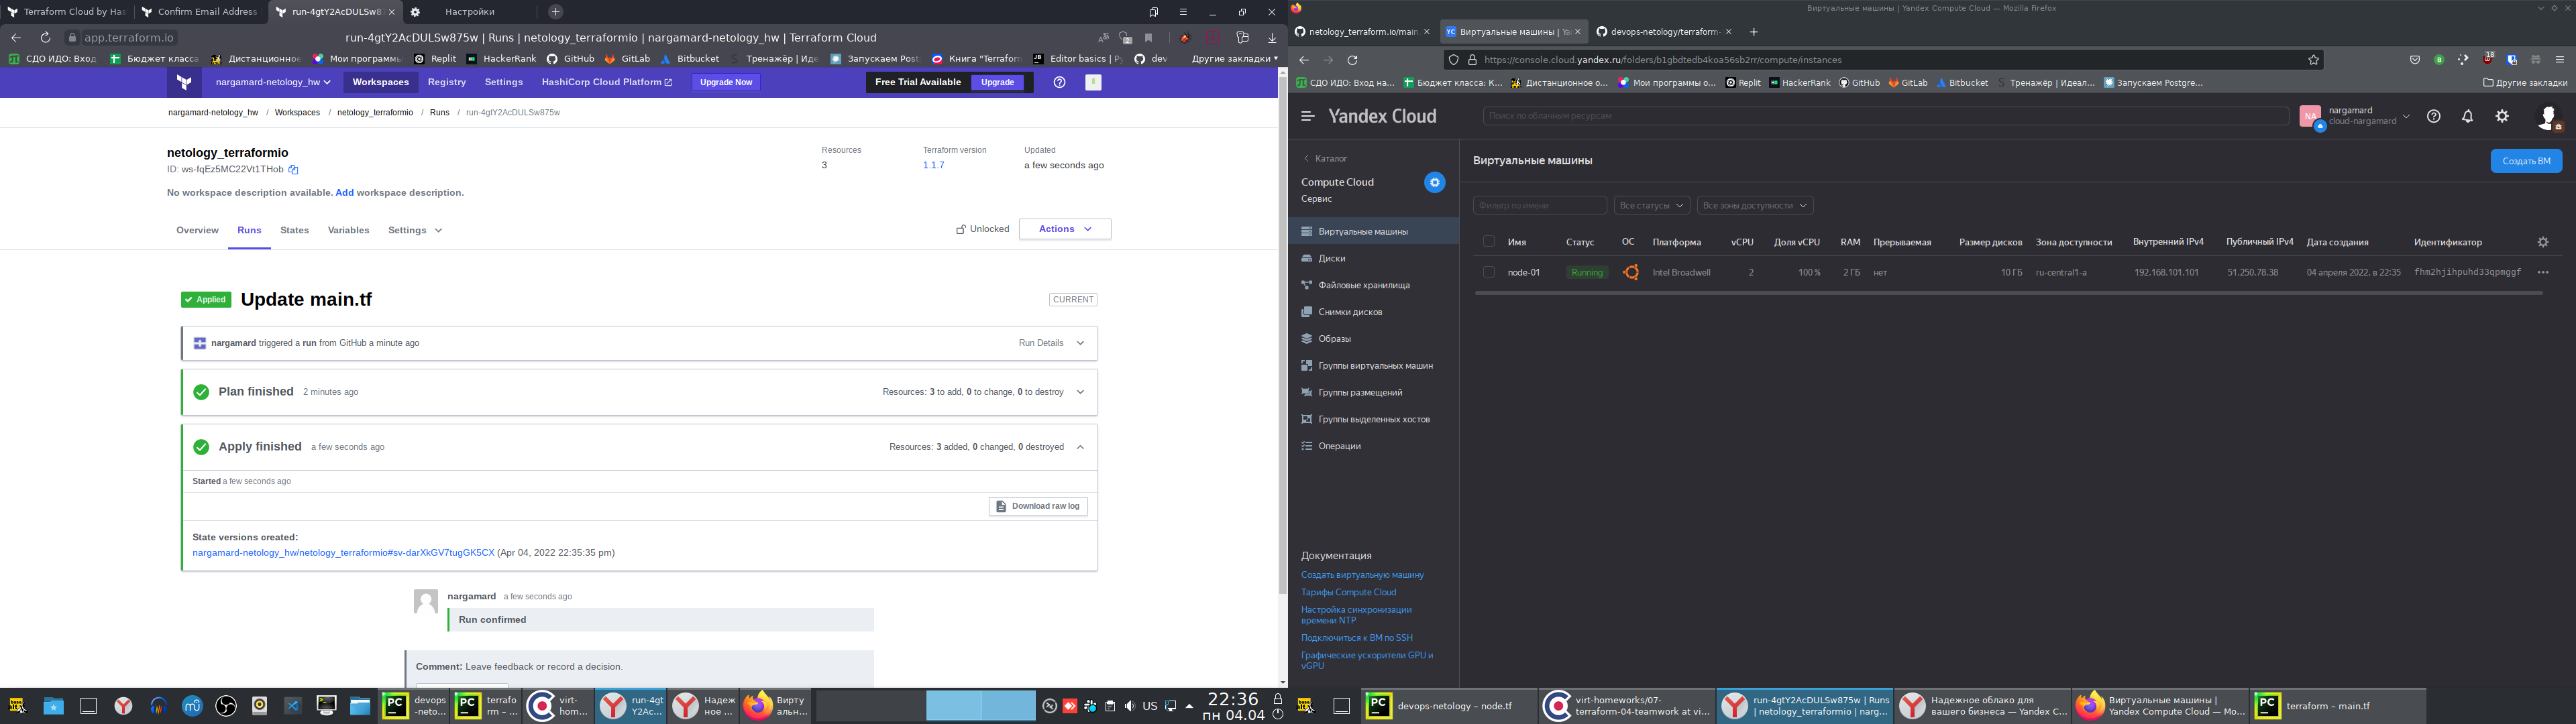 Terraform Cloud by Has
Confirm Email Address
run-4gtY2AcDULSw87
Настройки
app.terraform.io
run-4gtY2AcDULSw875w | Runs | netology_terraformio | nargamard-netology_hw | Terraform Cloud
СДО ИДО: Вход
Бюджет класса
Дистанционное
Мои программы
Replit
HackerRank
GitHub
GitLab
Bitbucket
Тренажёр | Иде
Запускаем Post
Книга "Terraform
Editor basics | Py
dev
Другие закладки
nargamard-netology_hw
Workspaces
Registry
Settings
HashiCorp Cloud Platform
Upgrade Now
Free Trial Available
Upgrade
nargamard-netology_hw / Workspaces / netology_terraformio / Runs / run-4gtY2AcDULSw875w
netology_terraformio
ID: ws-fqEz5MC22Vt1THob
No workspace description available. Add workspace description.
Resources
3
Terraform version
1.1.7
Updated
a few seconds ago
Overview
Runs
States
Variables
Settings
Unlocked
Actions
Applied
Update main.tf
CURRENT
nargamard triggered a run from GitHub a minute ago
Run Details
Plan finished
2 minutes ago
Resources: 3 to add, 0 to change, 0 to destroy
Apply finished
a few seconds ago
Resources: 3 added, 0 changed, 0 destroyed
Started a few seconds ago
Download raw log
State versions created:
nargamard-netology_hw/netology_terraformio#sv-darXkGV7tugGK5CX (Apr 04, 2022 22:35:35 pm)
nargamard a few seconds ago
Run confirmed
Comment: Leave feedback or record a decision.
devops
-neto...
terrafo
rm – ...
virt-
hom...
run-4gt
Y2Ac...
Надеж
ное ...
Вирту
альн...
US
22:36
пн 04.04
Виртуальные машины | Yandex Compute Cloud — Mozilla Firefox
netology_terraform.io/main
Виртуальные машины | Ya
devops-netology/terraform-
https://console.cloud.yandex.ru/folders/b1gbdtedb4koa56sb2rr/compute/instances
18
СДО ИДО: Вход на...
Бюджет класса: К...
Дистанционное о...
Мои программы о...
Replit
HackerRank
GitHub
GitLab
Bitbucket
Тренажёр | Идеал...
Запускаем Postgre...
Другие закладки
Yandex Cloud
Поиск по облачным ресурсам
NA
nargamard
cloud-nargamard
Каталог
Compute Cloud
Сервис
Виртуальные машины
Диски
Файловые хранилища
Снимки дисков
Образы
Группы виртуальных машин
Группы размещений
Группы выделенных хостов
Операции
Документация
Создать виртуальную машину
Тарифы Compute Cloud
Настройка синхронизации
времени NTP
Подключиться к ВМ по SSH
Графические ускорители GPU и
vGPU
Виртуальные машины
Создать ВМ
Фильтр по имени
Все статусы
Все зоны доступности
Имя Статус ОС Платформа vCPU Доля vCPU RAM Прерываемая Размер дисков Зона доступности Внутренний IPv4 Публичный IPv4 Дата создания Идентификатор
node-01 Running Intel Broadwell 2 100 % 2 ГБ нет 10 ГБ ru-central1-a 192.168.101.101 51.250.78.38 04 апреля 2022, в 22:35 fhm2hjihpuhd33qpmggf
devops-netology – node.tf
virt-homeworks/07-
terraform-04-teamwork at vi...
run-4gtY2AcDULSw875w | Runs
| netology_terraformio | narg...
Надежное облако для
вашего бизнеса — Yandex C...
Виртуальные машины |
Yandex Compute Cloud — Mo...
terraform – main.tf